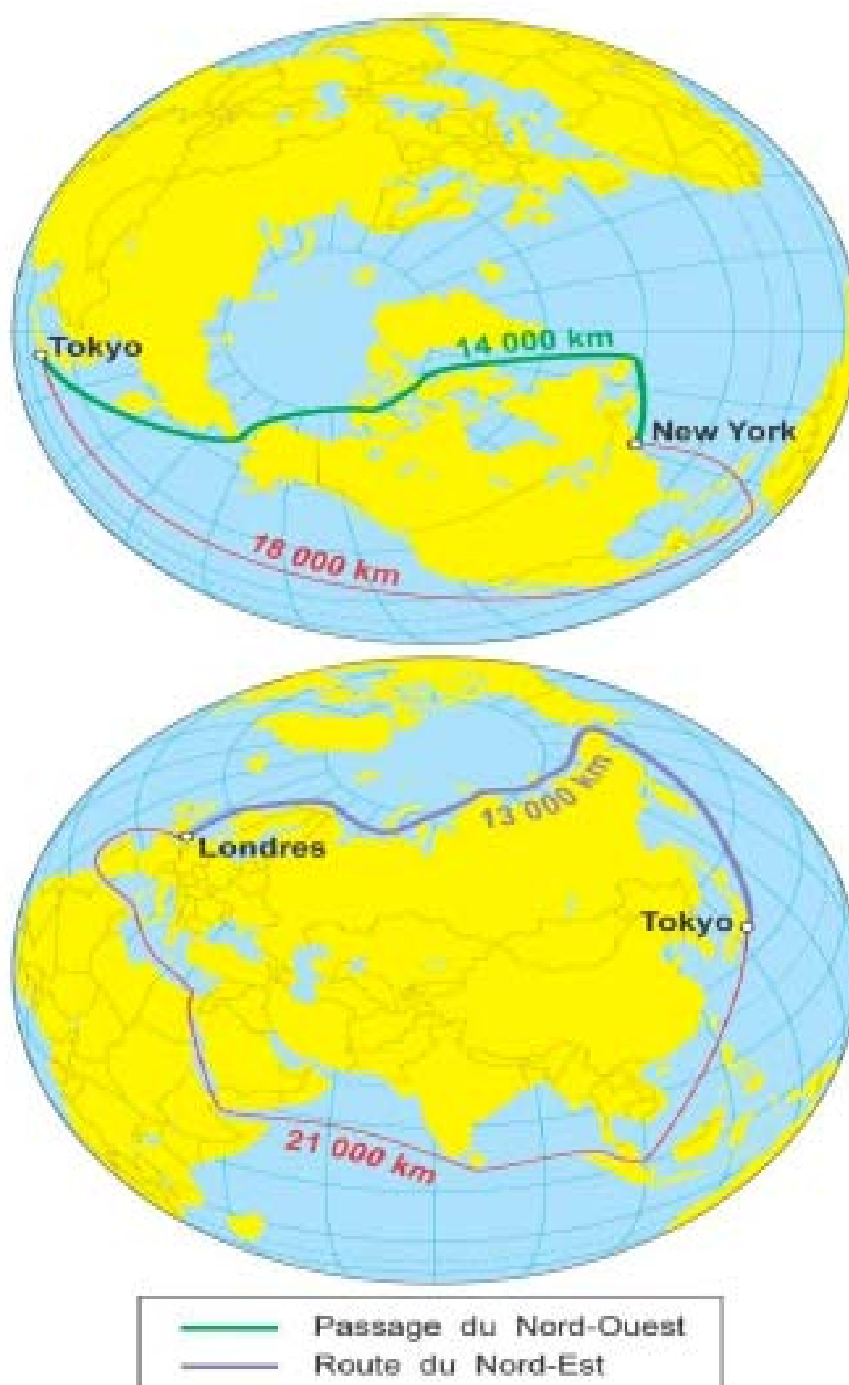 Tokyo
14 000 km
New York
18 000 km
13 000 km
Londres
Tokyo
21 000 km
Passage du Nord-Ouest
Route du Nord-Est